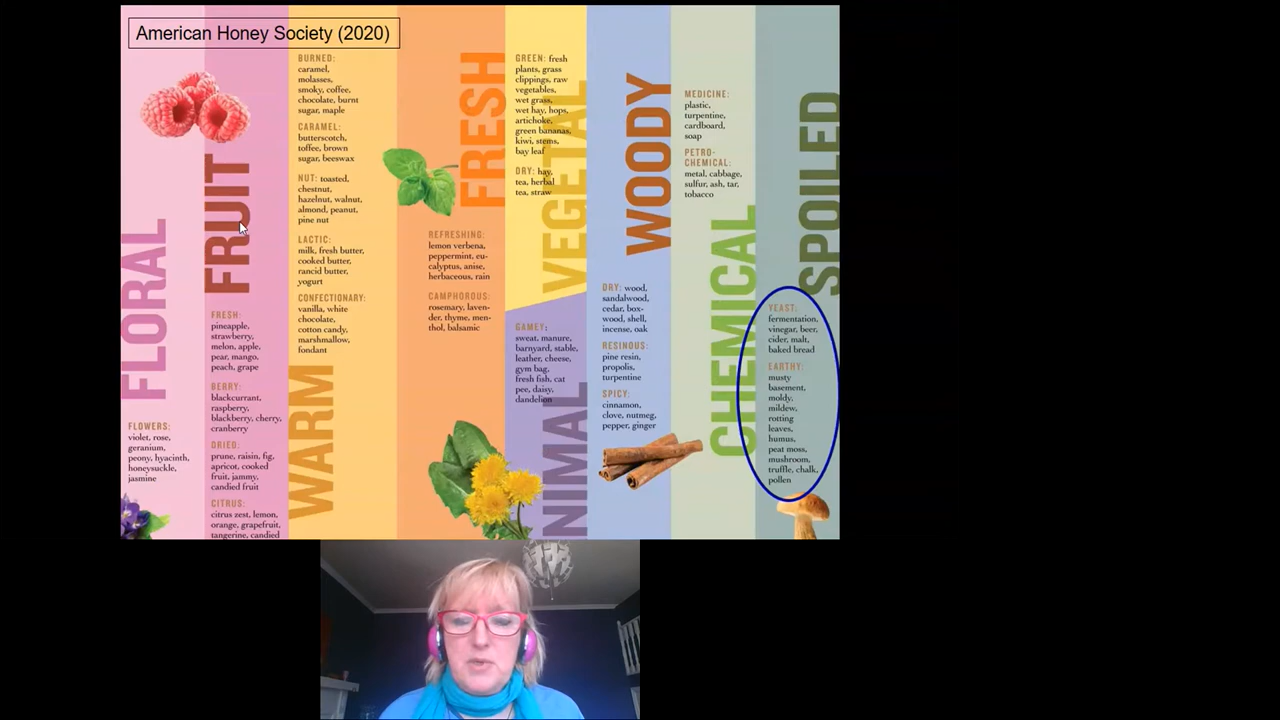 American Honey Society (2020)
FLORAL
FLOWERS:
violet, rose,
geranium,
peony, hyacinth,
honeysuckle,
jasmine
FRUIT
FRESH:
pineapple,
strawberry,
melon, apple,
pear, mango,
peach, grape
BERRY:
blackcurrant,
raspberry,
blackberry, cherry,
cranberry
DRIED:
prune, raisin, fig,
apricot, cooked
fruit, jammy,
candied fruit
CITRUS:
citrus zest, lemon,
orange, grapefruit,
tangerine, candied
WARM
BURNED:
caramel,
molasses,
smoky, coffee,
chocolate, burnt
sugar, maple
CARAMEL:
butterscotch,
toffee, brown
sugar, beeswax
NUT: toasted,
chestnut,
hazelnut, walnut,
almond, peanut,
pine nut
LACTIC:
milk, fresh butter,
cooked butter,
rancid butter,
yogurt
CONFECTIONARY:
vanilla, white
chocolate,
cotton candy,
marshmallow,
fondant
FRESH
REFRESHING:
lemon verbena,
peppermint, eu-
calyptus, anise,
herbaceous, rain
CAMPHOROUS:
rosemary, laven-
der, thyme, men-
thol, balsamic
VEGETAL
GREEN: fresh
plants, grass
clippings, raw
vegetables,
wet grass,
wet hay, hops,
artichoke,
green bananas,
kiwi, stems,
bay leaf
DRY: hay,
tea, herbal
tea, straw
NIMAL
GAMEY:
sweat, manure,
barnyard, stable,
leather, cheese,
gym bag,
fresh fish, cat
pee, daisy,
dandelion
WOODY
DRY: wood,
sandalwood,
cedar, box-
wood, shell,
incense, oak
RESINOUS:
pine resin,
propolis,
turpentine
SPICY:
cinnamon,
clove, nutmeg,
pepper, ginger
CHEMICAL
MEDICINE:
plastic,
turpentine,
cardboard,
soap
PETRO-
CHEMICAL:
metal, cabbage,
sulfur, ash, tar,
tobacco
SPOILED
YEAST:
fermentation,
vinegar, beer,
cider, malt,
baked bread
EARTHY:
musty
basement,
moldy,
mildew,
rotting
leaves,
humus,
peat moss,
mushroom,
truffle, chalk,
pollen